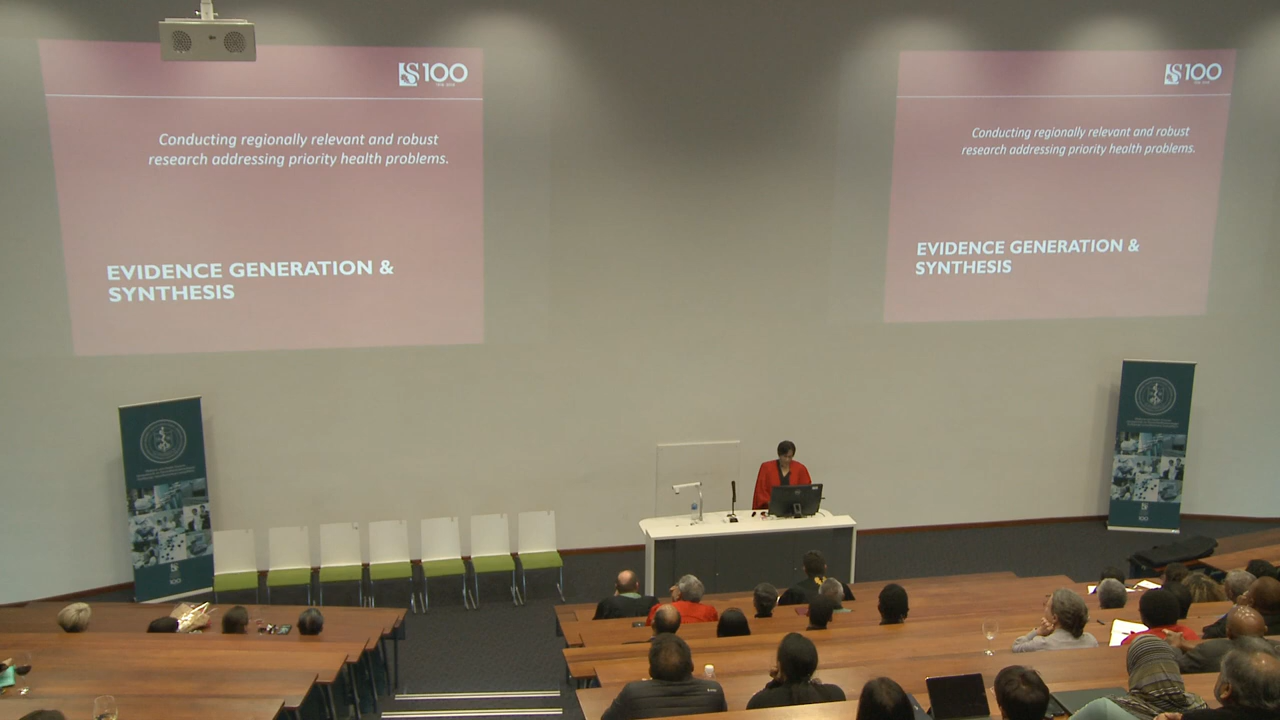 S100
Conducting regionally relevant and robust
research addressing priority health problems.
EVIDENCE GENERATION &
SYNTHESIS
S100
Conducting regionally relevant and robust
research addressing priority health problems.
EVIDENCE GENERATION &
SYNTHESIS
100